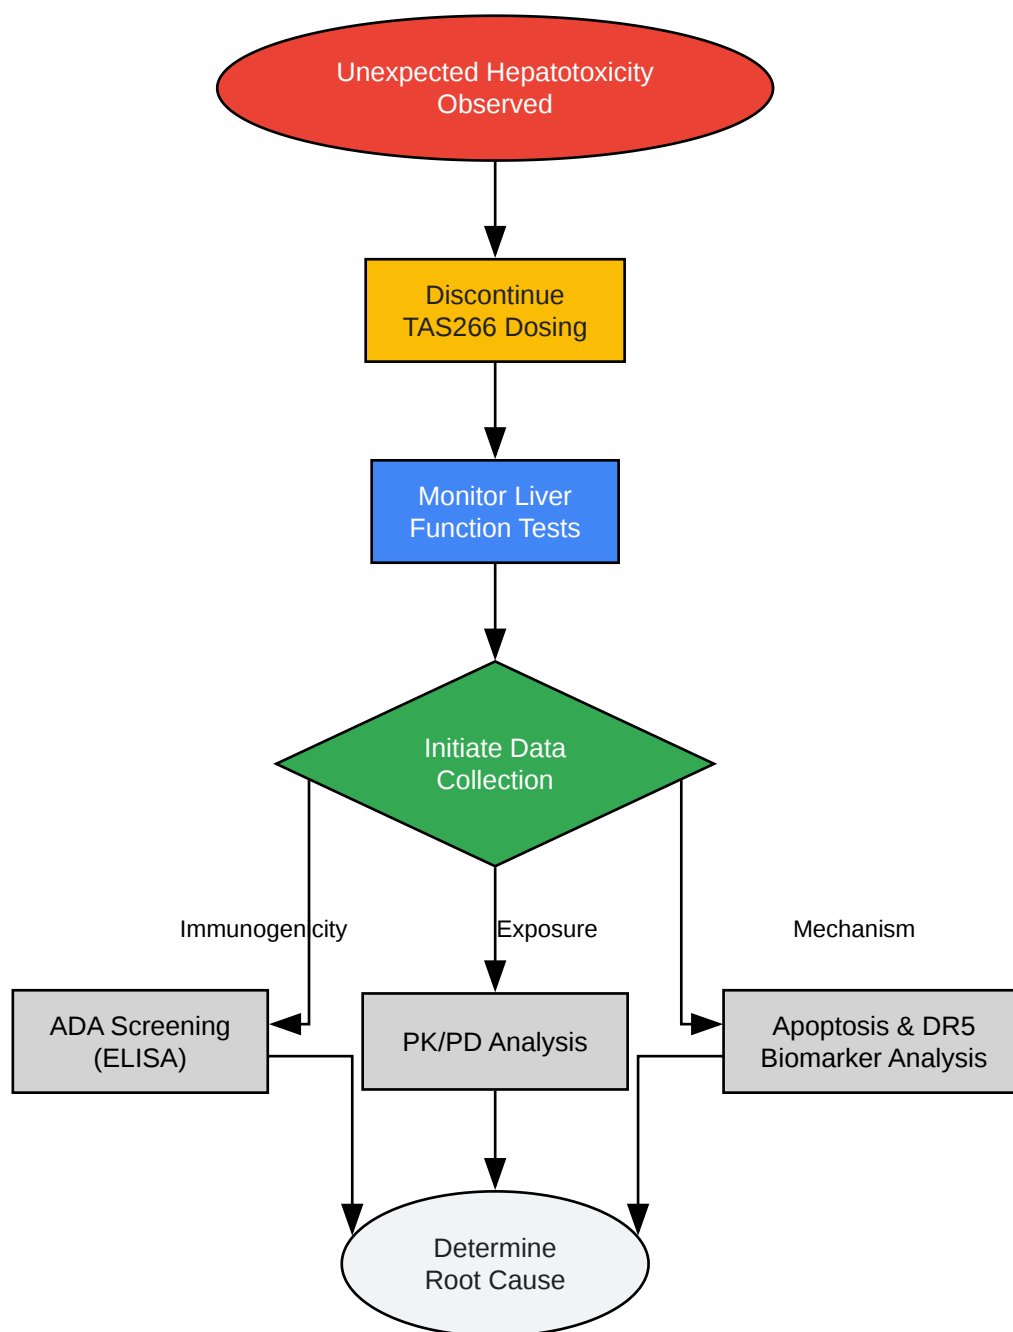 Unexpected Hepatotoxicity
Observed
Discontinue
TAS266 Dosing
Monitor Liver
Function Tests
Initiate Data
Collection
Immunogenicity
Exposure
Mechanism
ADA Screening
(ELISA)
PK/PD Analysis
Apoptosis & DR5
Biomarker Analysis
Determine
Root Cause